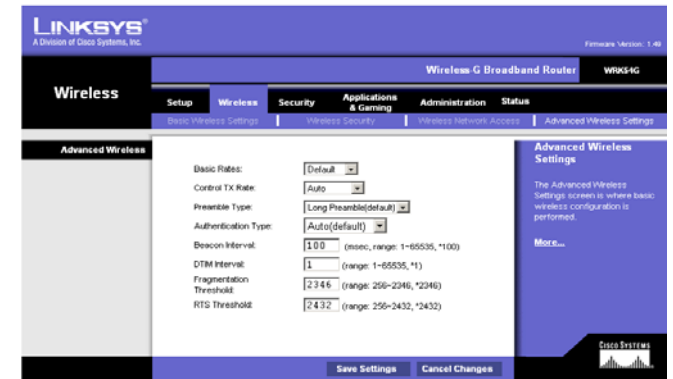 LINKSYS®
A Division of Cisco Systems, Inc.
Firmware Version: 1.40
Wireless-G Broadband Router WRK54G
Wireless
Setup Wireless Security Applications & Gaming Administration Status
Basic Wireless Settings Wireless Security Wireless Network Access Advanced Wireless Settings
Advanced Wireless
Basic Rates: Default
Control TX Rate: Auto
Preamble Type: Long Preamble(default)
Authentication Type: Auto(default)
Beacon Interval: 100 (msec, range: 1~65535, *100)
DTIM Interval: 1 (range: 1~65535, *1)
Fragmentation Threshold: 2346 (range: 256~2346, *2346)
RTS Threshold: 2432 (range: 256~2432, *2432)
Advanced Wireless
Settings
The Advanced Wireless
Settings screen is where basic
wireless configuration is
performed.
More...
CISCO SYSTEMS
Save Settings Cancel Changes